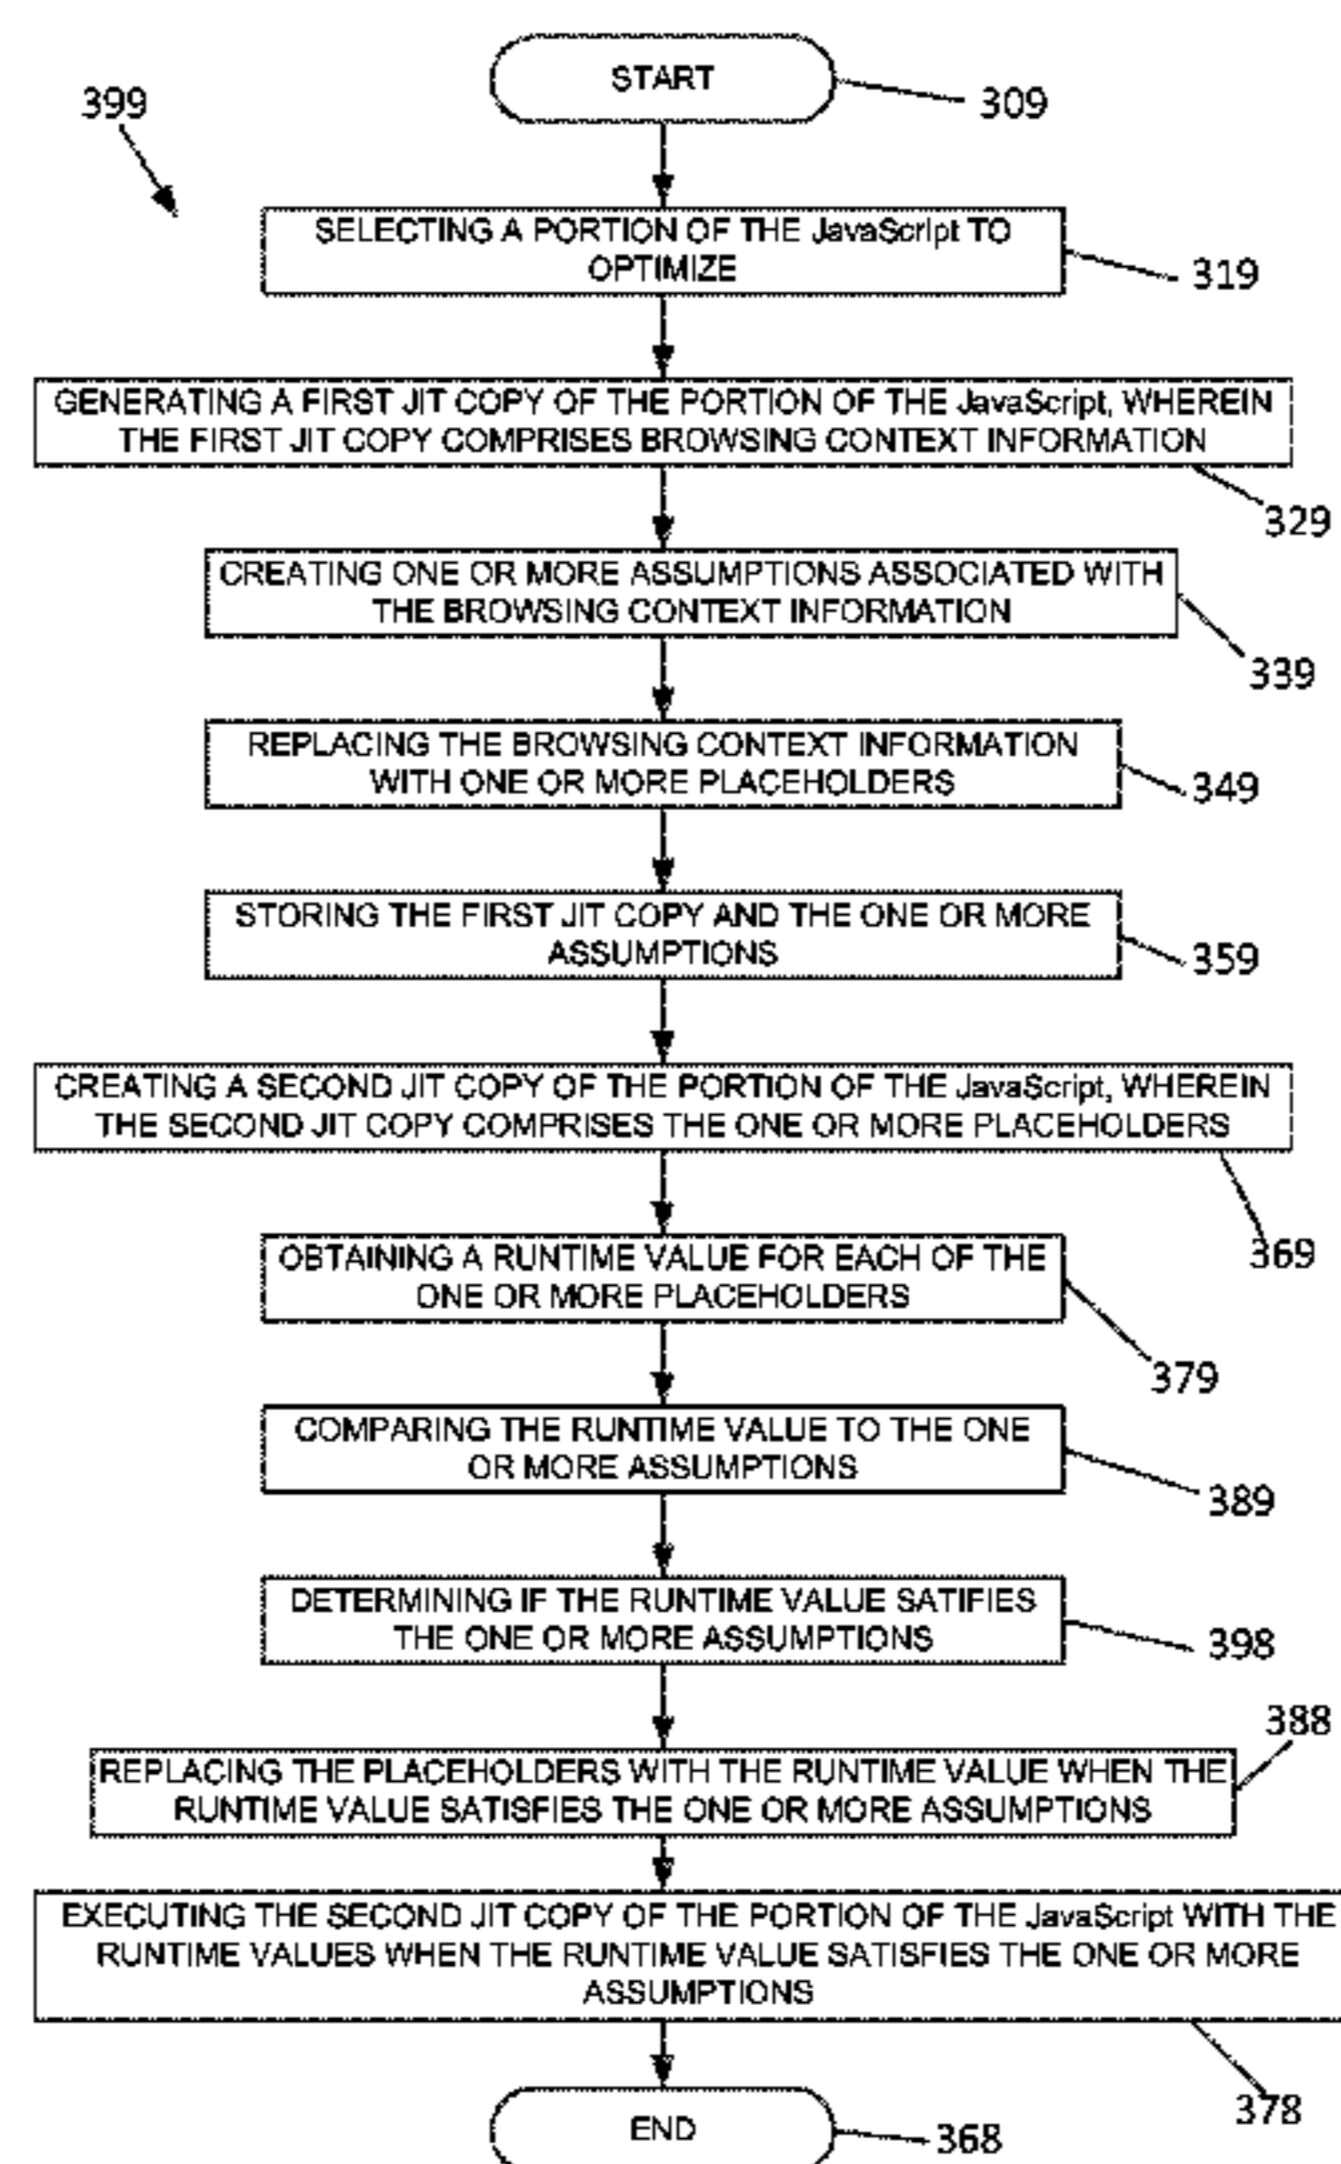 START
309
399
SELECTING A PORTION OF THE JavaScript TO
OPTIMIZE
319
GENERATING A FIRST JIT COPY OF THE PORTION OF THE JavaScript, WHEREIN
THE FIRST JIT COPY COMPRISES BROWSING CONTEXT INFORMATION
329
CREATING ONE OR MORE ASSUMPTIONS ASSOCIATED WITH
THE BROWSING CONTEXT INFORMATION
339
REPLACING THE BROWSING CONTEXT INFORMATION
WITH ONE OR MORE PLACEHOLDERS
349
STORING THE FIRST JIT COPY AND THE ONE OR MORE
ASSUMPTIONS
359
CREATING A SECOND JIT COPY OF THE PORTION OF THE JavaScript, WHEREIN
THE SECOND JIT COPY COMPRISES THE ONE OR MORE PLACEHOLDERS
369
OBTAINING A RUNTIME VALUE FOR EACH OF THE
ONE OR MORE PLACEHOLDERS
379
COMPARING THE RUNTIME VALUE TO THE ONE
OR MORE ASSUMPTIONS
389
DETERMINING IF THE RUNTIME VALUE SATIFIES
THE ONE OR MORE ASSUMPTIONS
398
388
REPLACING THE PLACEHOLDERS WITH THE RUNTIME VALUE WHEN THE
RUNTIME VALUE SATISFIES THE ONE OR MORE ASSUMPTIONS
EXECUTING THE SECOND JIT COPY OF THE PORTION OF THE JavaScript WITH THE
RUNTIME VALUES WHEN THE RUNTIME VALUE SATISFIES THE ONE OR MORE
ASSUMPTIONS
378
END
368